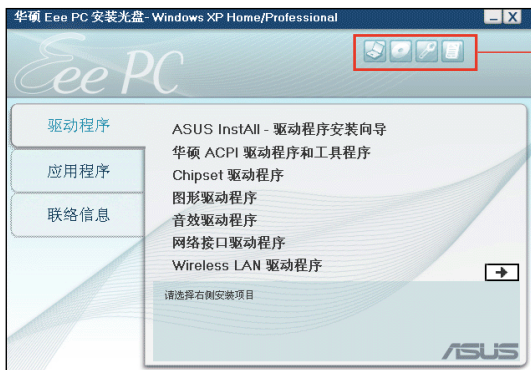 华硕 Eee PC 安装光盘- Windows XP Home/Professional
Eee PC
驱动程序
应用程序
联络信息
ASUS InstAll - 驱动程序安装向导
华硕 ACPI 驱动程序和工具程序
Chipset 驱动程序
图形驱动程序
音效驱动程序
网络接口驱动程序
Wireless LAN 驱动程序
请选择右侧安装项目
ASUS